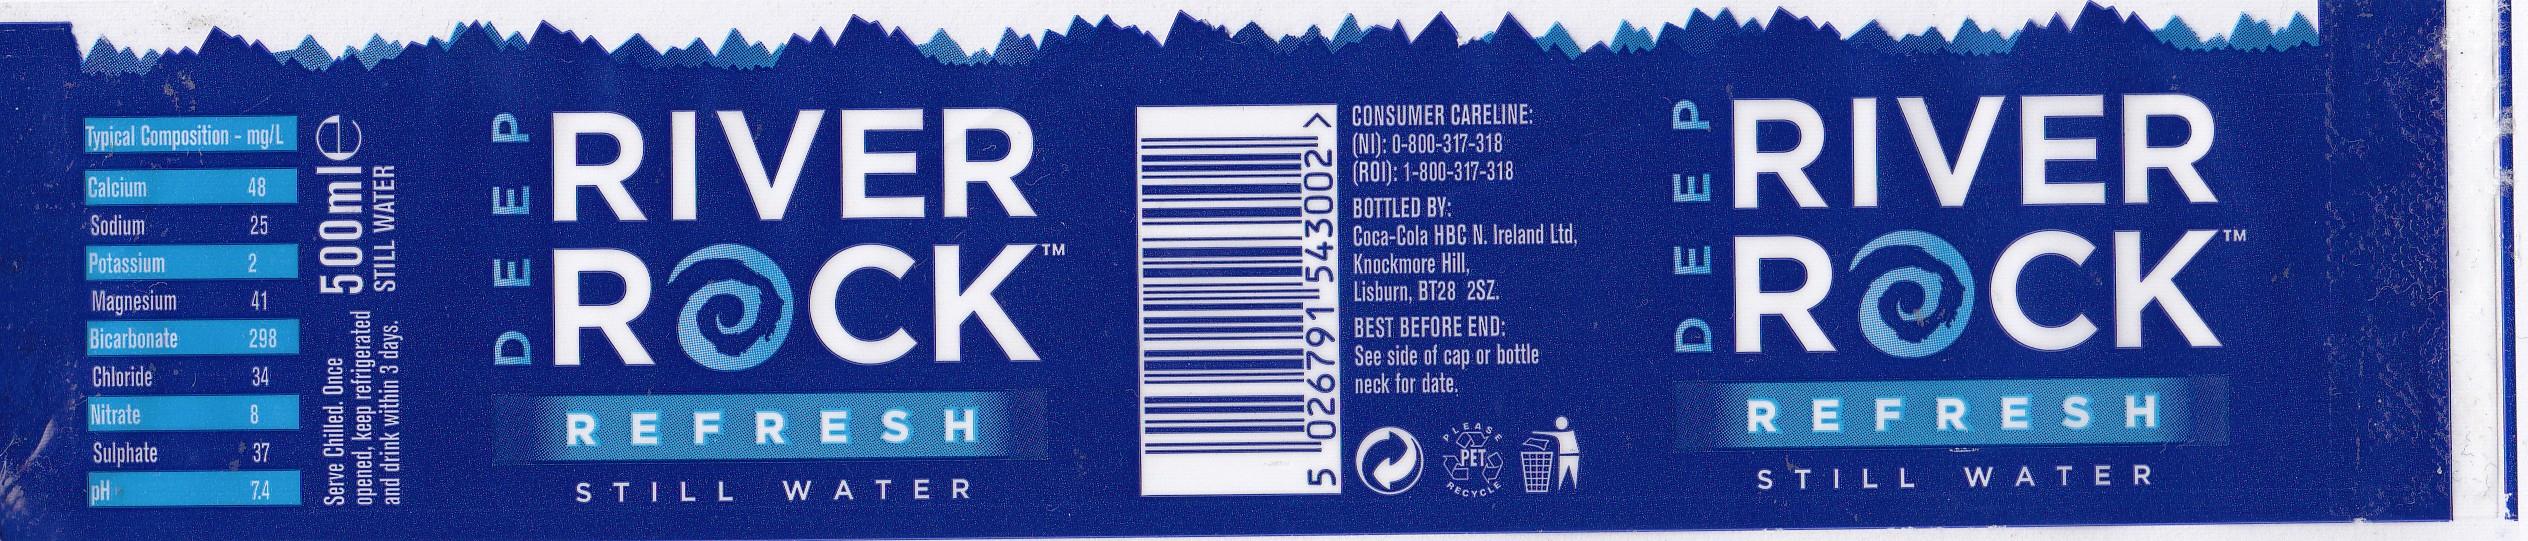 Typical Composition - mg/L
Calcium 48
Sodium 25
Potassium 2
Magnesium 41
Bicarbonate 298
Chloride 34
Nitrate 8
Sulphate 37
pH 7.4
500ml e
STILL WATER
Serve Chilled. Once
opened, keep refrigerated
and drink within 3 days.
DEEP
RIVER
ROCK™
REFRESH
STILL WATER
5 026791 543002 >
CONSUMER CARELINE:
(NI): 0-800-317-318
(ROI): 1-800-317-318
BOTTLED BY:
Coca-Cola HBC N. Ireland Ltd,
Knockmore Hill,
Lisburn, BT28 2SZ.
BEST BEFORE END:
See side of cap or bottle
neck for date.
PLEASE
PET
RECYCLE
DEEP
RIVER
ROCK™
REFRESH
STILL WATER